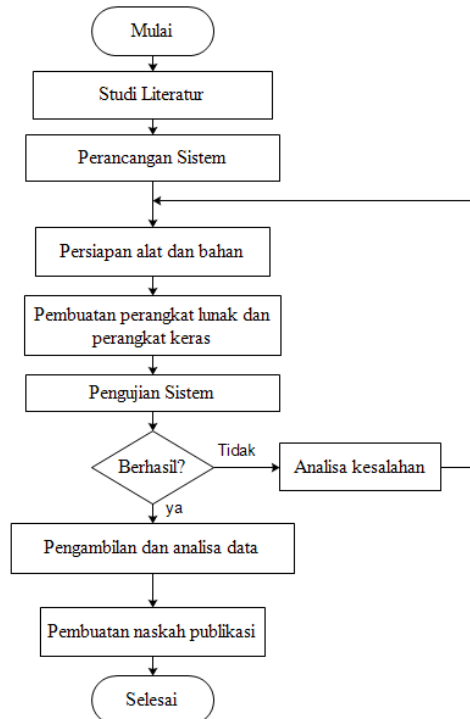 Mulai
Studi Literatur
Perancangan Sistem
Persiapan alat dan bahan
Pembuatan perangkat lunak dan
perangkat keras
Pengujian Sistem
Berhasil?
Tidak
Analisa kesalahan
ya
Pengambilan dan analisa data
Pembuatan naskah publikasi
Selesai